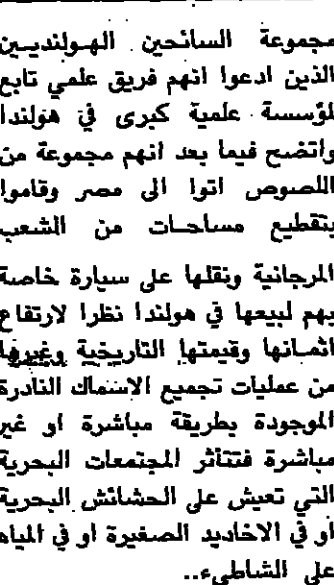 مجموعة السائحين الهولنديين
الذين ادعوا انهم فريق علمي تابع
لمؤسسة علمية كبرى في هولندا
واتضح فيما بعد انهم مجموعة من
اللصوص اتوا الى مصر وقاموا
بتقطيع مساحات من الشعب
المرجانية ونقلها على سيارة خاصة
بهم لبيعها في هولندا نظرا لارتفاع
اثمانها وقيمتها التاريخية وغيرها
من عمليات تجميع الاسماك النادرة
الموجودة بطريقة مباشرة او غير
مباشرة فتتأثر المجتمعات البحرية
التي تعيش على الحشائش البحرية
او في الاخاديد الصغيرة او في المياه
على الشاطىء..